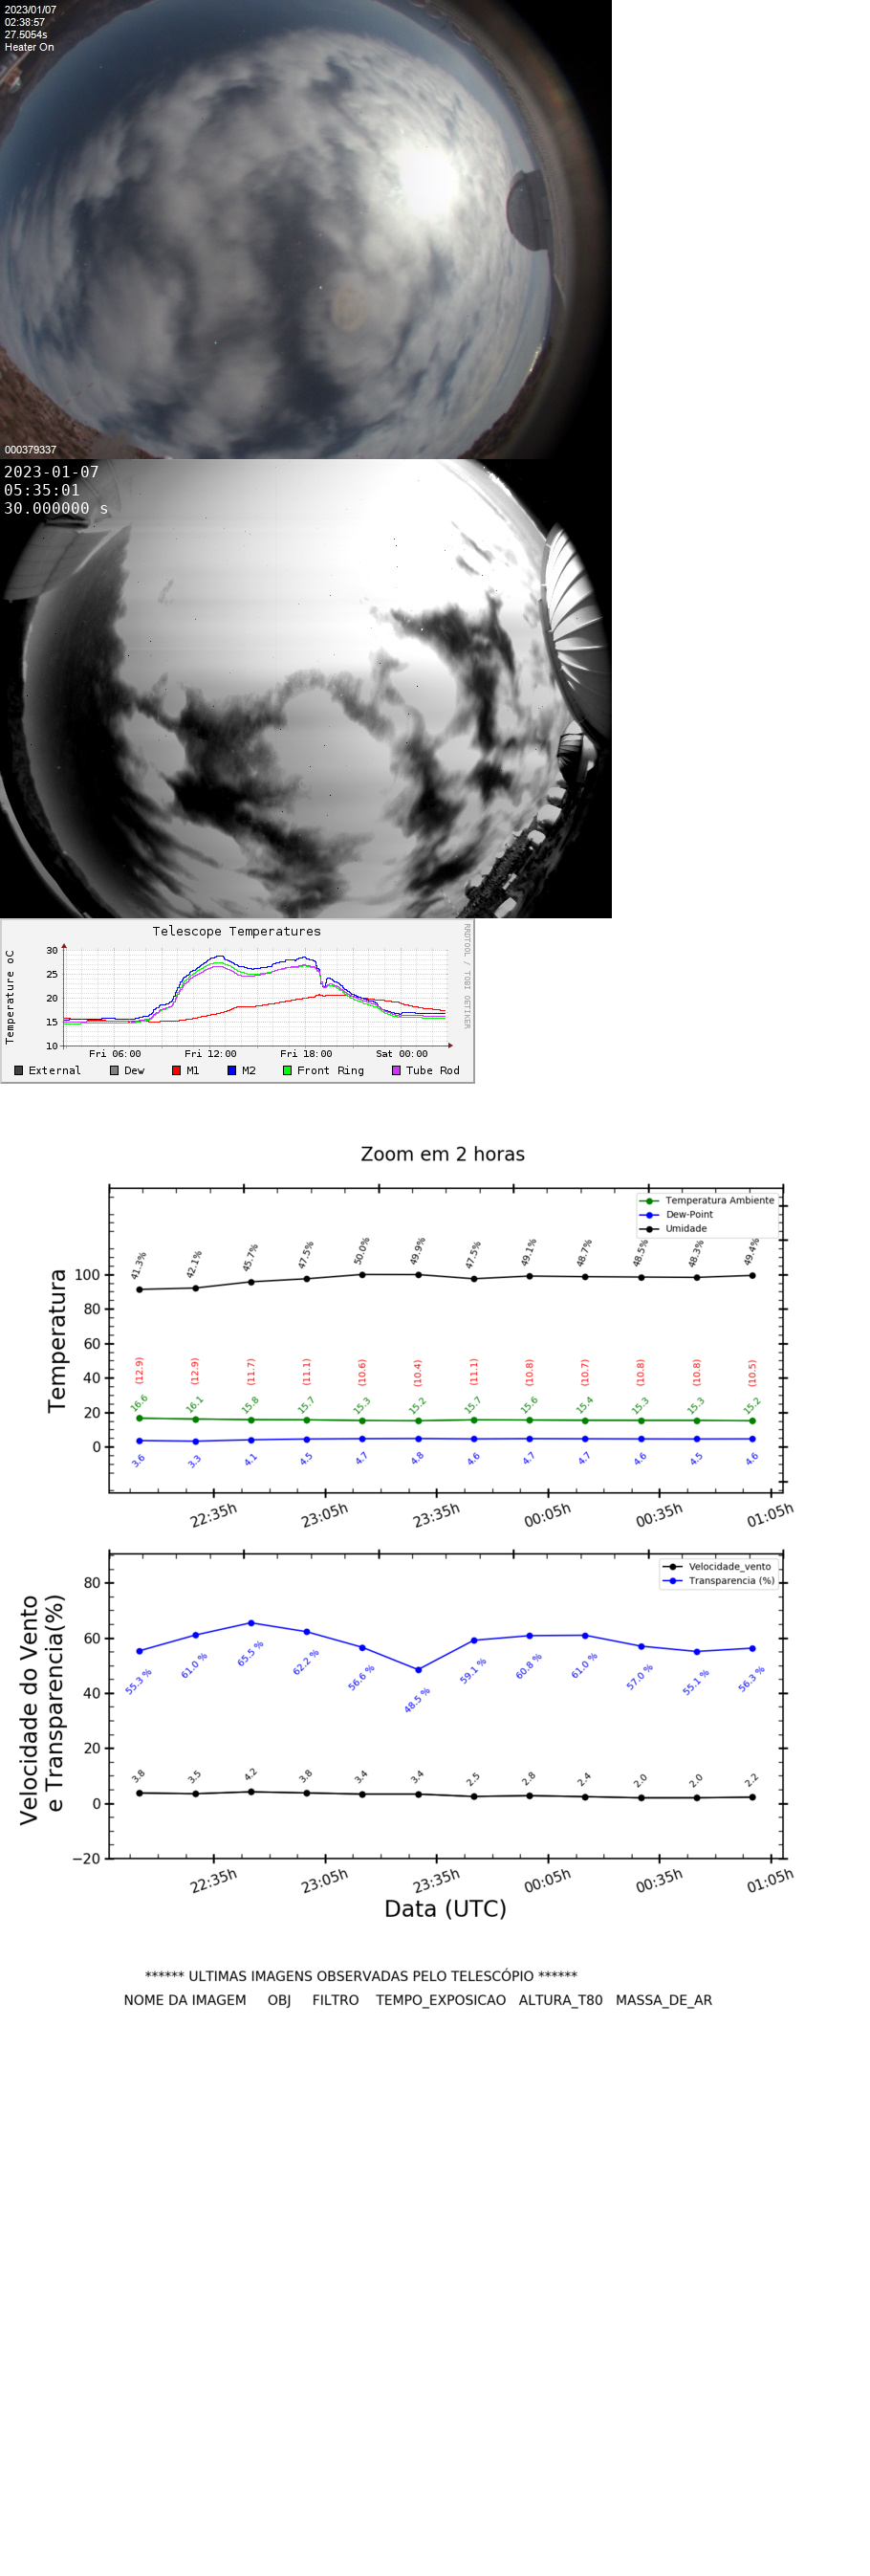 2023/01/07
02:38:57
27.5054s
Heater On
000379337
2023-01-07
05:35:01
30.000000 s
Telescope Temperatures
Temperature oC
30
25
20
15
10
Fri 06:00 Fri 12:00 Fri 18:00 Sat 00:00
External Dew M1 M2 Front Ring Tube Rod
RRDTOOL / TOBI OETIKER
Zoom em 2 horas
Temperatura Ambiente
Dew-Point
Umidade
Temperatura
100
80
60
40
20
0
41.3% 42.1% 45.7% 47.5% 50.0% 49.9% 47.5% 49.1% 48.7% 48.5% 48.3% 49.4%
(12.9) (12.9) (11.7) (11.1) (10.6) (10.4) (11.1) (10.8) (10.7) (10.8) (10.8) (10.5)
16.6 16.1 15.8 15.7 15.3 15.2 15.7 15.6 15.4 15.3 15.3 15.2
3.6 3.3 4.1 4.5 4.7 4.8 4.6 4.7 4.7 4.6 4.5 4.6
22:35h 23:05h 23:35h 00:05h 00:35h 01:05h
Velocidade_vento
Transparencia (%)
Velocidade do Vento
e Transparencia(%)
80
60
40
20
0
−20
55.3 % 61.0 % 65.5 % 62.2 % 56.6 % 48.5 % 59.1 % 60.8 % 61.0 % 57.0 % 55.1 % 56.3 %
3.8 3.5 4.2 3.8 3.4 3.4 2.5 2.8 2.4 2.0 2.0 2.2
22:35h 23:05h 23:35h 00:05h 00:35h 01:05h
Data (UTC)
****** ULTIMAS IMAGENS OBSERVADAS PELO TELESCÓPIO ******
NOME DA IMAGEM OBJ FILTRO TEMPO_EXPOSICAO ALTURA_T80 MASSA_DE_AR